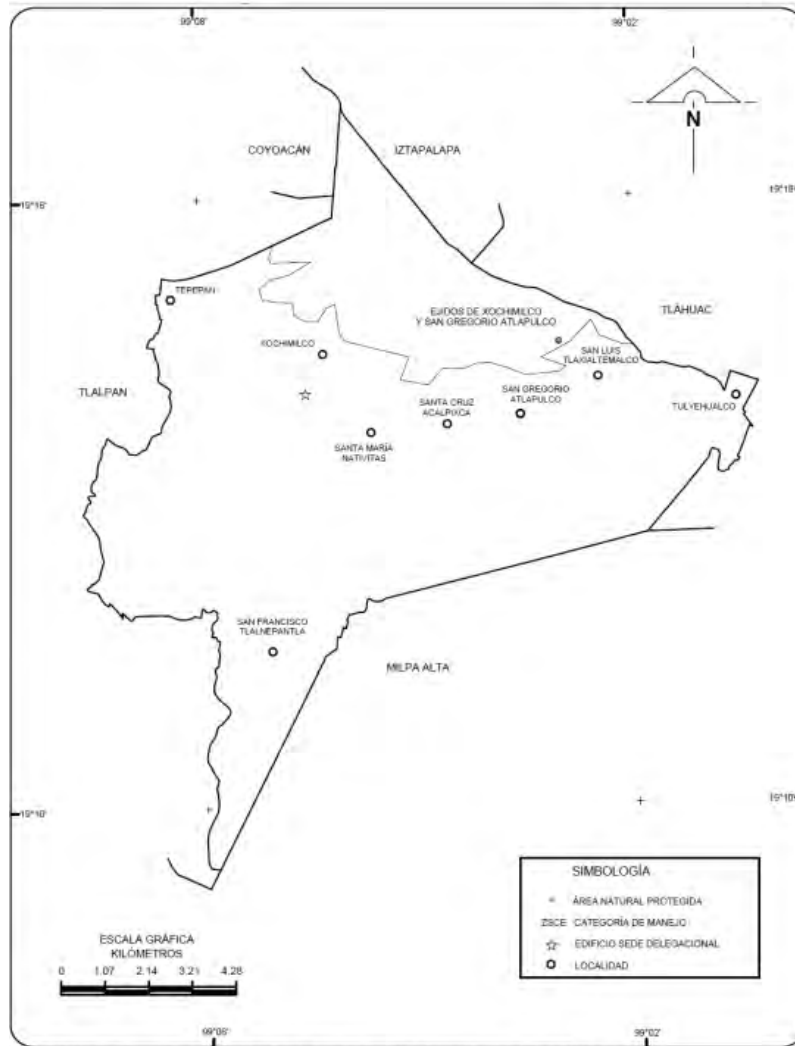 99°08'
99°02'
N
COYOACÁN
IZTAPALAPA
19°18'
19°18'
TEPEPAN
EJIDOS DE XOCHIMILCO
Y SAN GREGORIO ATLAPULCO
TLÁHUAC
XOCHIMILCO
SAN LUIS
TLAXIALTEMALCO
TLALPAN
SANTA CRUZ
ACALPIXCA
SAN GREGORIO
ATLAPULCO
TULYEHUALCO
SANTA MARÍA
NATIVITAS
SAN FRANCISCO
TLALNEPANTLA
MILPA ALTA
19°10'
19°10'
SIMBOLOGÍA
ÁREA NATURAL PROTEGIDA
ZSCE CATEGORÍA DE MANEJO
EDIFICIO SEDE DELEGACIONAL
LOCALIDAD
ESCALA GRÁFICA
KILÓMETROS
0 1.07 2.14 3.21 4.28
99°02'